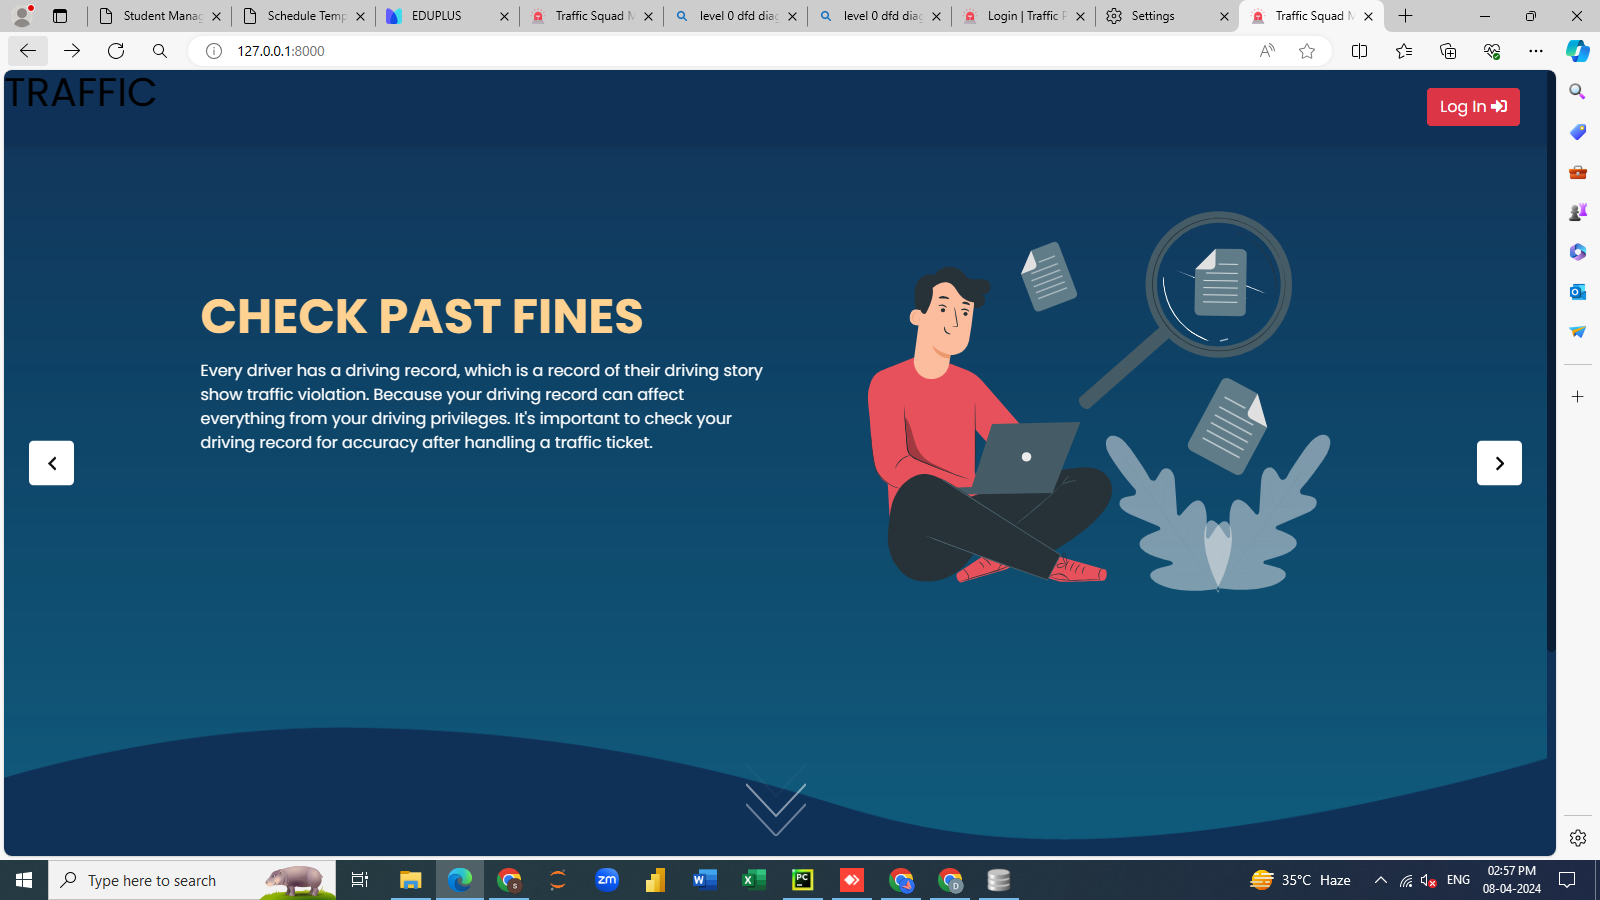 Student Manag
Schedule Temp
EDUPLUS
Traffic Squad M
level 0 dfd diag
level 0 dfd diag
Login | Traffic P
Settings
Traffic Squad M
127.0.0.1:8000
TRAFFIC
Log In
CHECK PAST FINES
Every driver has a driving record, which is a record of their driving story
show traffic violation. Because your driving record can affect
everything from your driving privileges. It's important to check your
driving record for accuracy after handling a traffic ticket.
Type here to search
35°C Haze
ENG
02:57 PM
08-04-2024